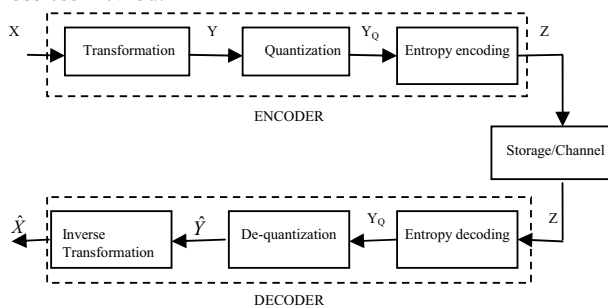 X
Transformation
Y
Quantization
Y_Q
Entropy encoding
Z
ENCODER
Storage/Channel
X̂
Inverse
Transformation
Ŷ
De-quantization
Y_Q
Entropy decoding
Z
DECODER